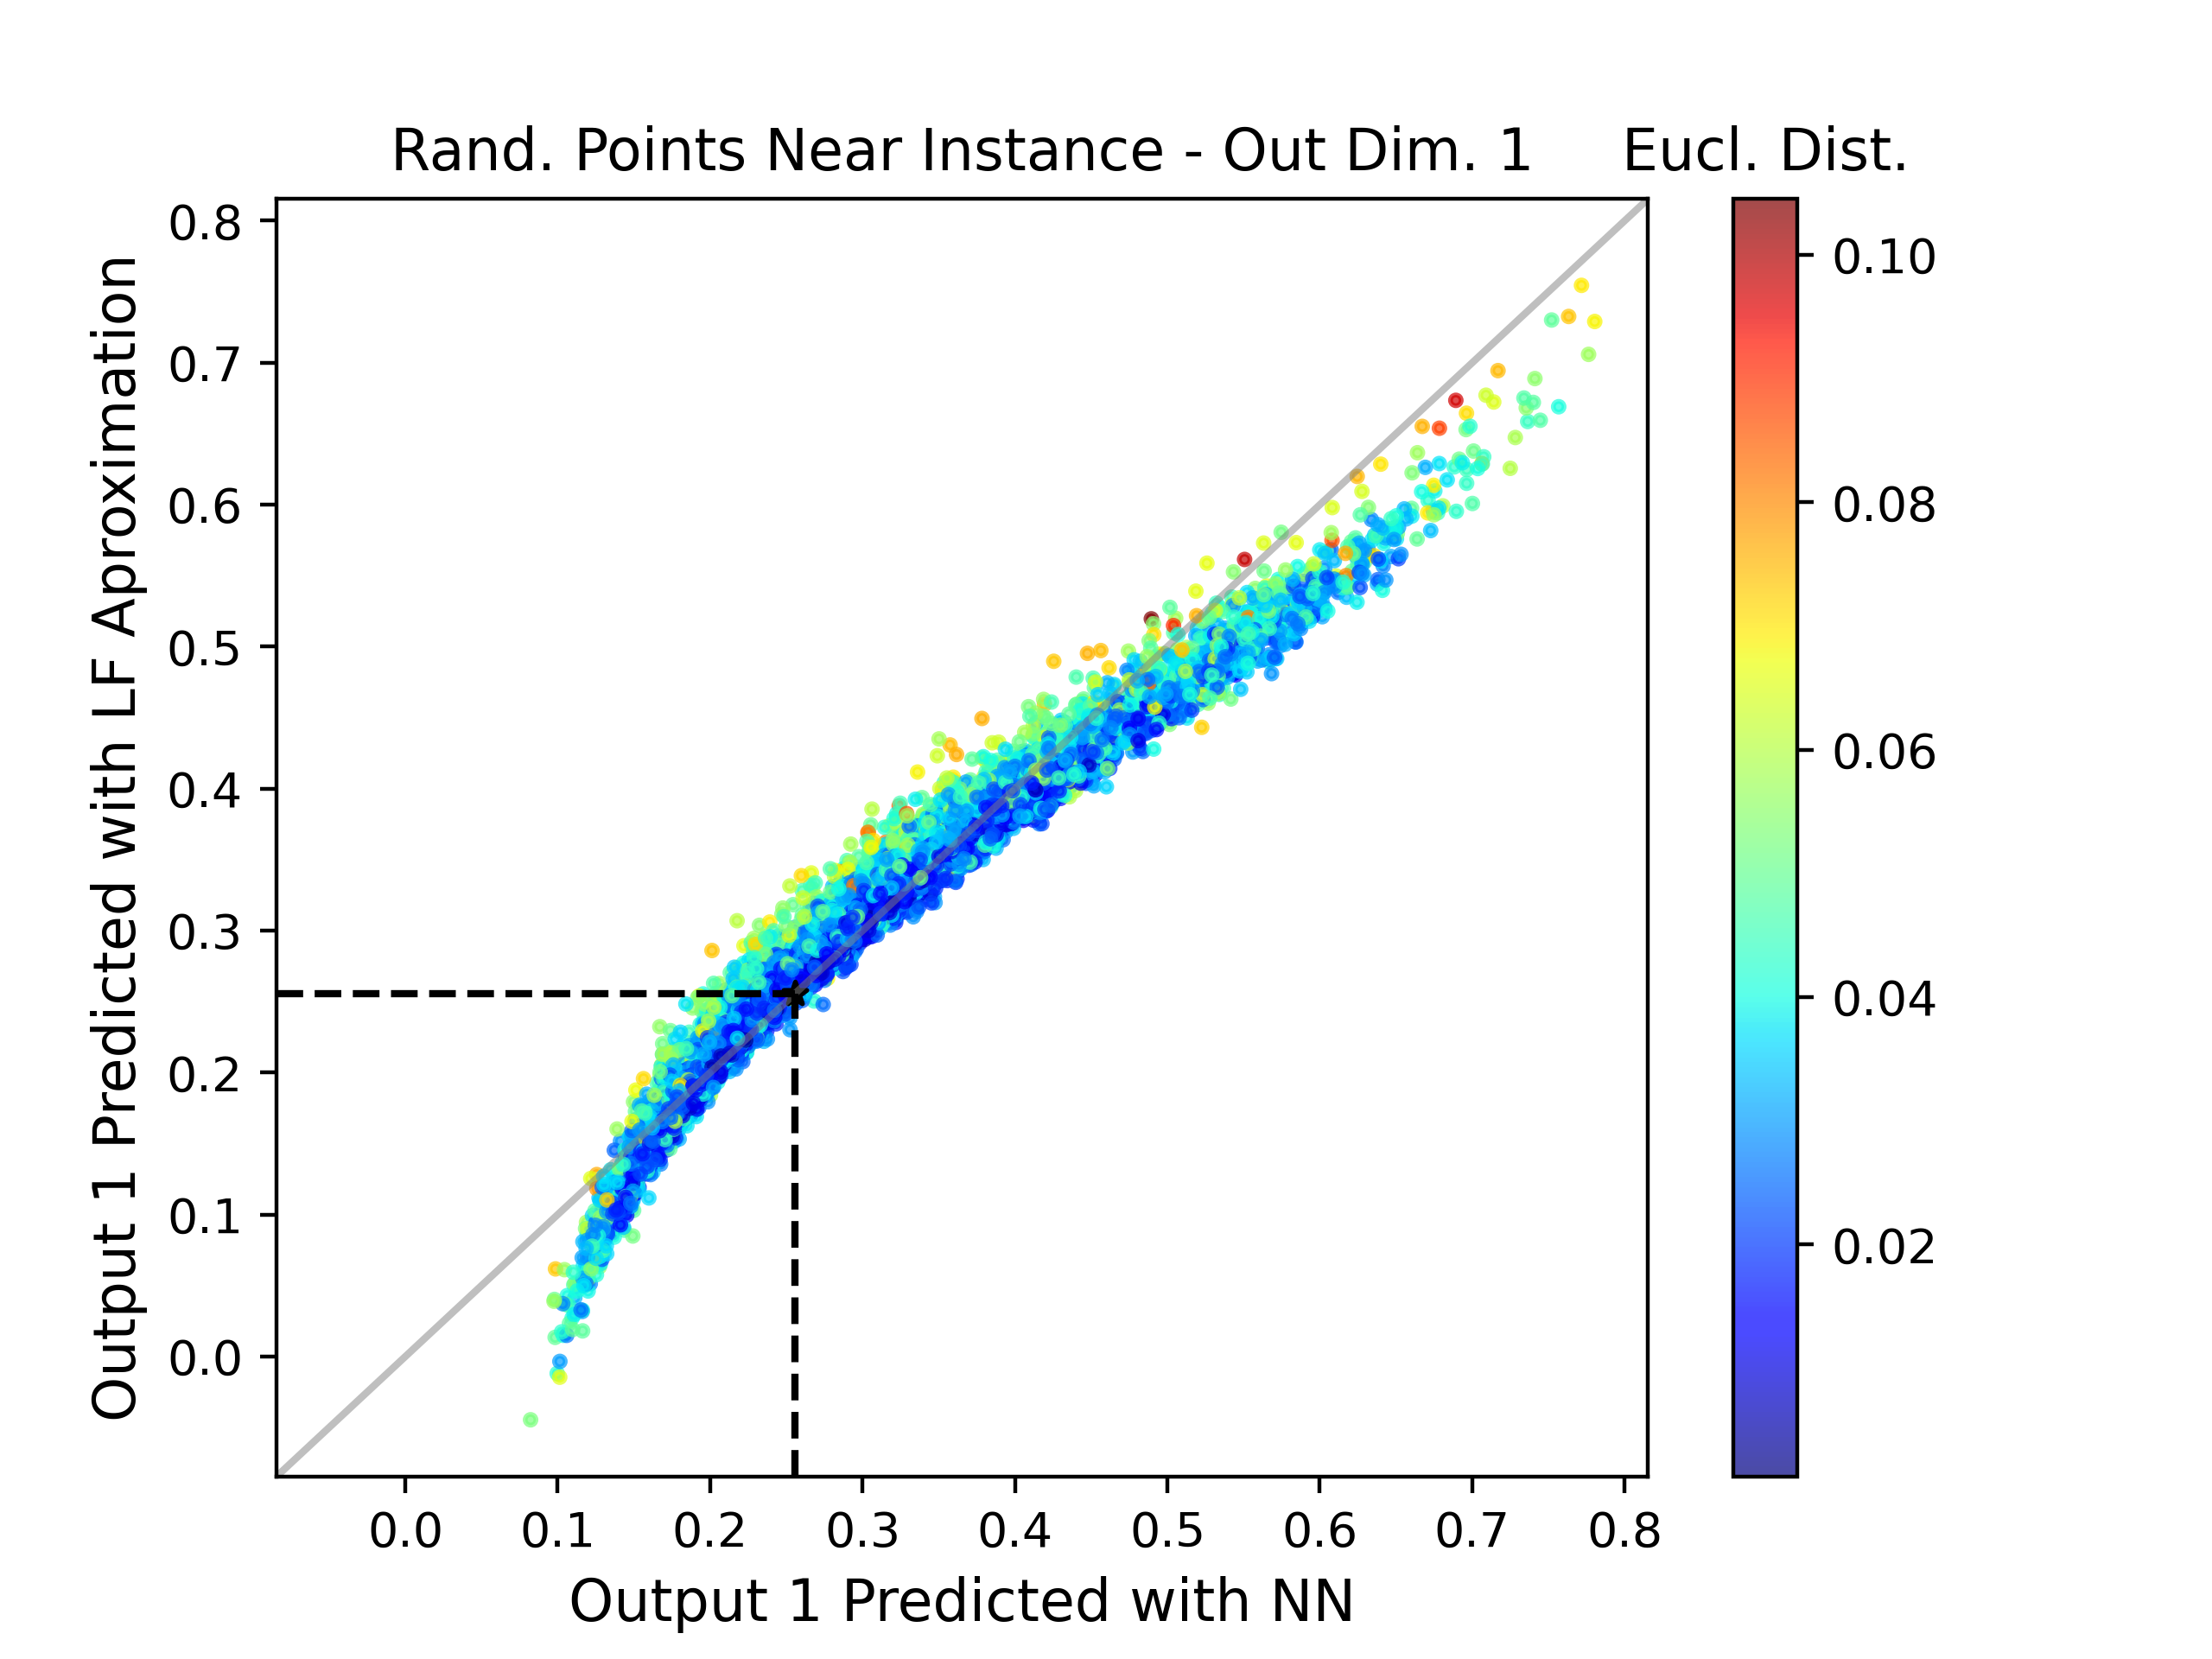 Rand. Points Near Instance - Out Dim. 1
Eucl. Dist.
Output 1 Predicted with LF Aproximation
0.8
0.7
0.6
0.5
0.4
0.3
0.2
0.1
0.0
0.0 0.1 0.2 0.3 0.4 0.5 0.6 0.7 0.8
Output 1 Predicted with NN
0.10
0.08
0.06
0.04
0.02